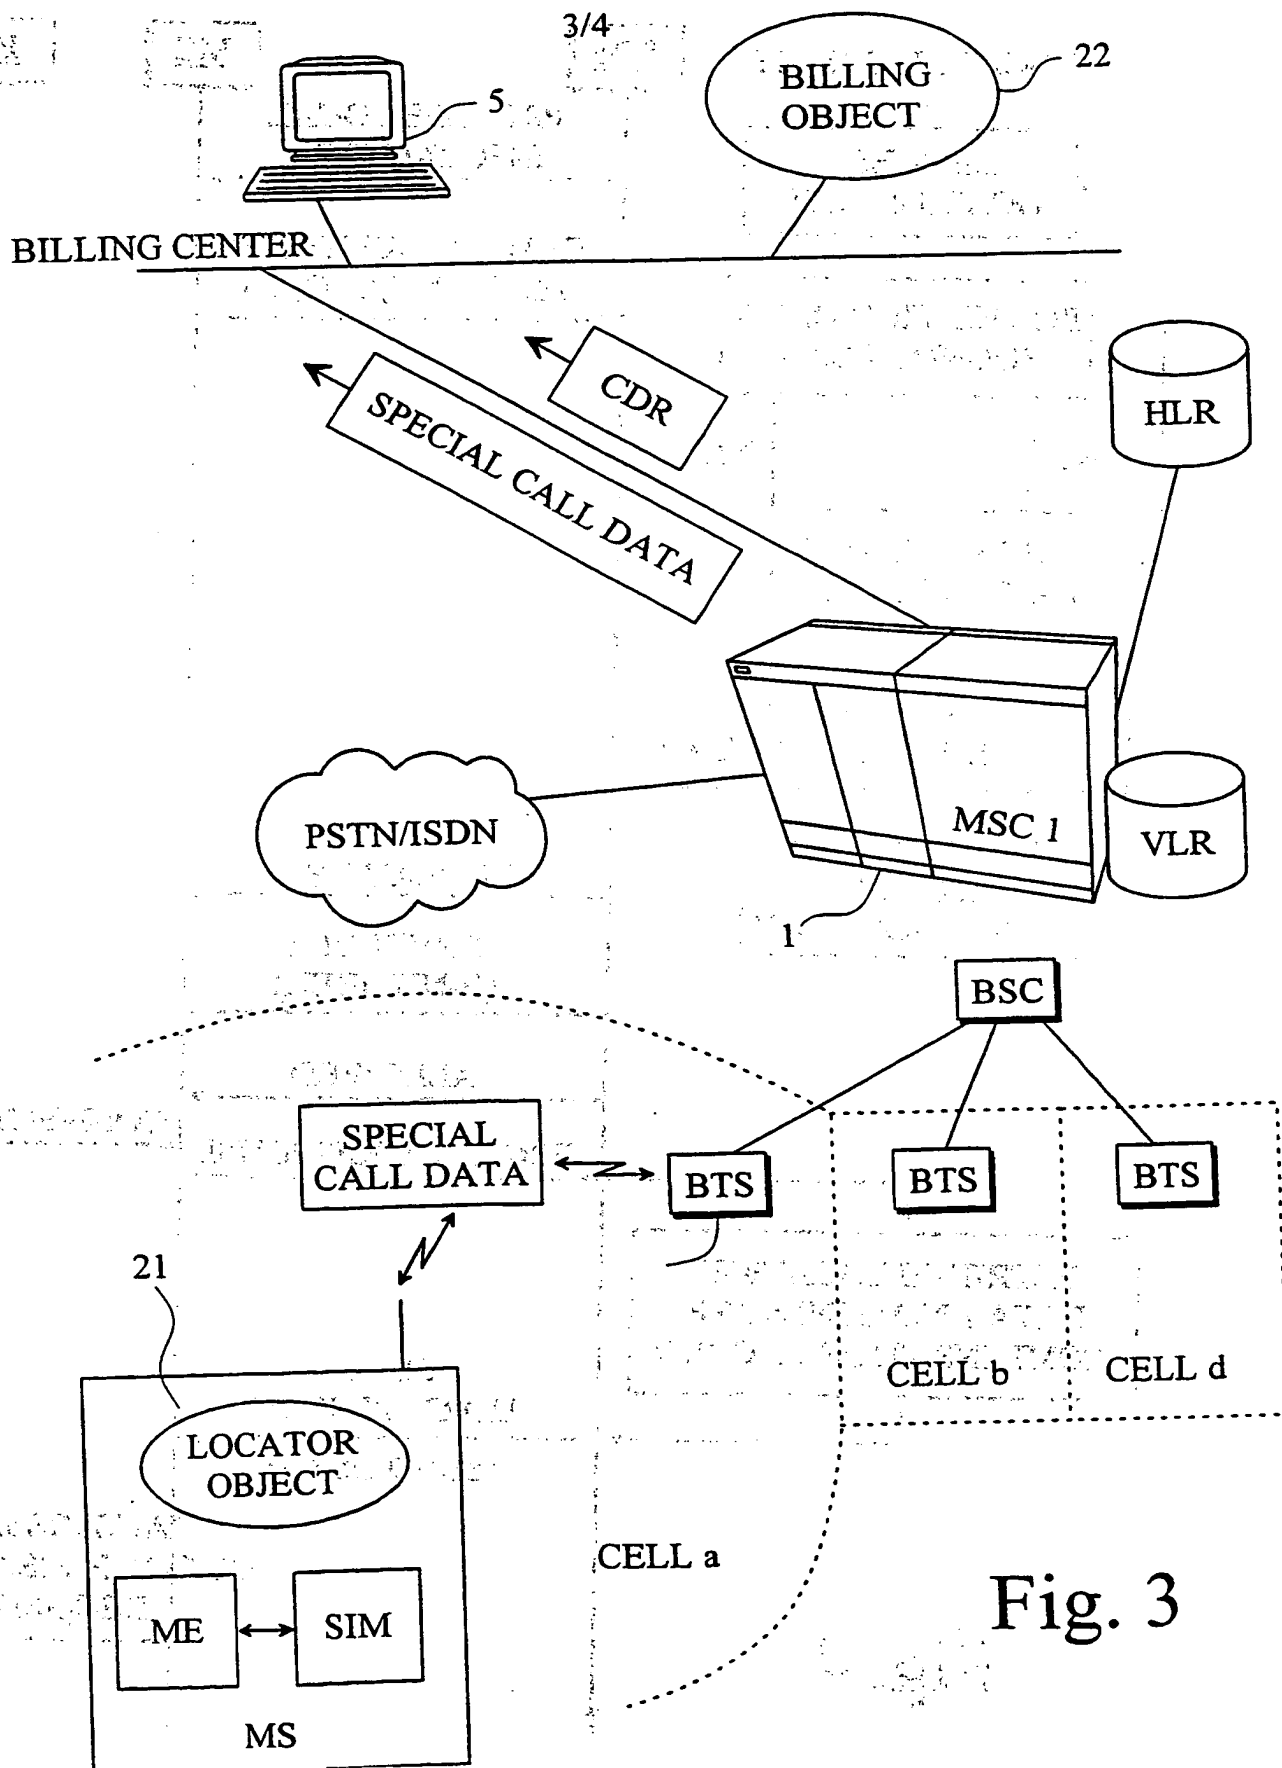 3/4
5
BILLING
OBJECT
22
BILLING CENTER
CDR
SPECIAL CALL DATA
HLR
MSC 1
VLR
PSTN/ISDN
1
BSC
SPECIAL
CALL DATA
BTS
BTS
BTS
21
CELL b
CELL d
LOCATOR
OBJECT
CELL a
ME
SIM
MS
Fig. 3